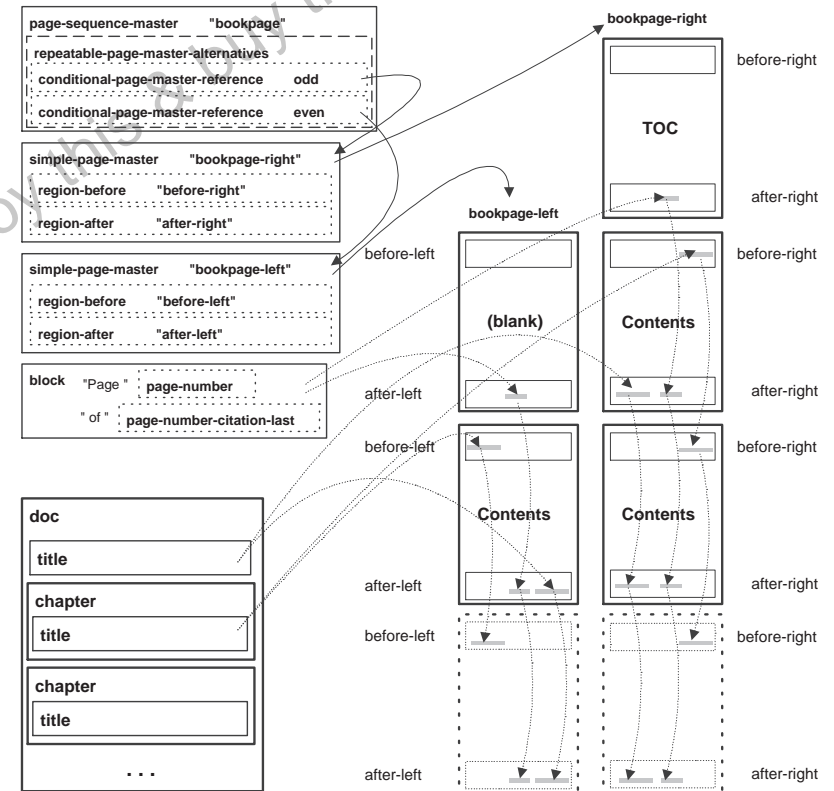 page-sequence-master "bookpage"
repeatable-page-master-alternatives
conditional-page-master-reference odd
conditional-page-master-reference even
simple-page-master "bookpage-right"
region-before "before-right"
region-after "after-right"
simple-page-master "bookpage-left"
region-before "before-left"
region-after "after-left"
block "Page " page-number
" of " page-number-citation-last
doc
title
chapter
title
chapter
title
. . .
bookpage-right
before-right
TOC
after-right
bookpage-left
before-left
before-right
(blank)
Contents
after-left
after-right
before-left
before-right
Contents
Contents
after-left
after-right
before-left
before-right
after-left
after-right
by this & buy